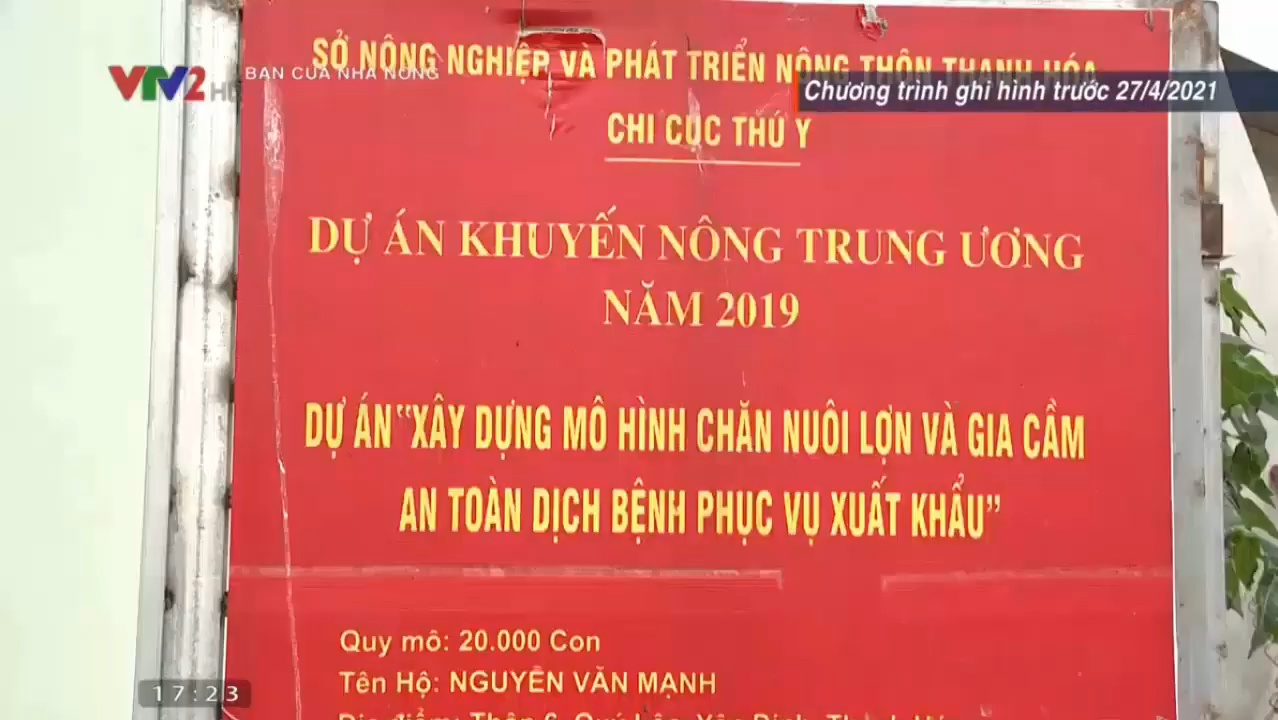 SỞ NÔNG NGHIỆP VÀ PHÁT TRIỂN NÔNG THÔN THANH HÓA
VTV2 HD
BẠN CỦA NHÀ NÔNG
Chương trình ghi hình trước 27/4/2021
CHI CỤC THÚ Y
DỰ ÁN KHUYẾN NÔNG TRUNG ƯƠNG
NĂM 2019
DỰ ÁN "XÂY DỰNG MÔ HÌNH CHĂN NUÔI LỢN VÀ GIA CẦM
AN TOÀN DỊCH BỆNH PHỤC VỤ XUẤT KHẨU"
Quy mô: 20.000 Con
Tên Hộ: NGUYỄN VĂN MẠNH
17:23